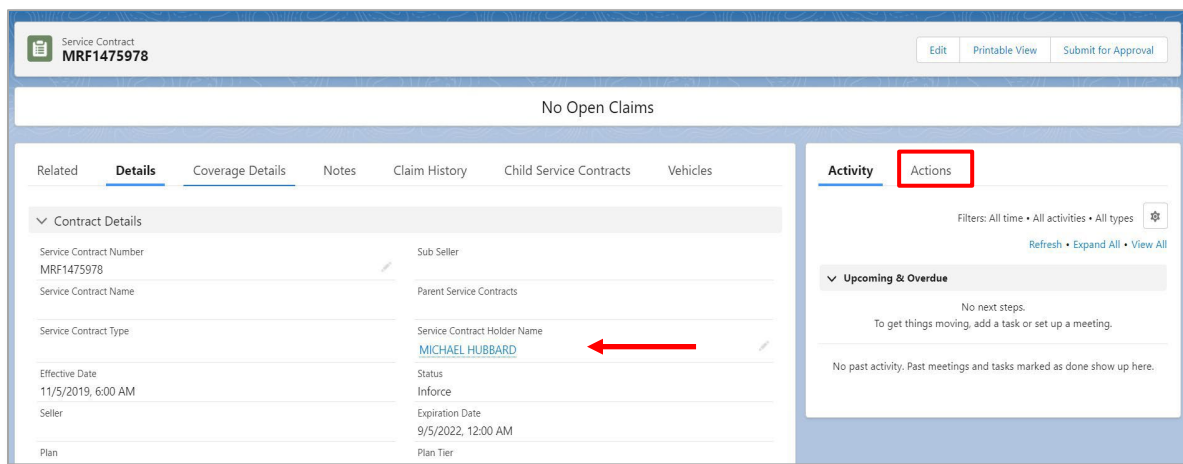 Service Contract
MRF1475978
Edit
Printable View
Submit for Approval
No Open Claims
Related
Details
Coverage Details
Notes
Claim History
Child Service Contracts
Vehicles
Contract Details
Service Contract Number
MRF1475978
Sub Seller
Service Contract Name
Parent Service Contracts
Service Contract Type
Service Contract Holder Name
MICHAEL HUBBARD
Effective Date
11/5/2019, 6:00 AM
Status
Inforce
Seller
Expiration Date
9/5/2022, 12:00 AM
Plan
Plan Tier
Activity
Actions
Filters: All time • All activities • All types
Refresh • Expand All • View All
Upcoming & Overdue
No next steps.
To get things moving, add a task or set up a meeting.
No past activity. Past meetings and tasks marked as done show up here.